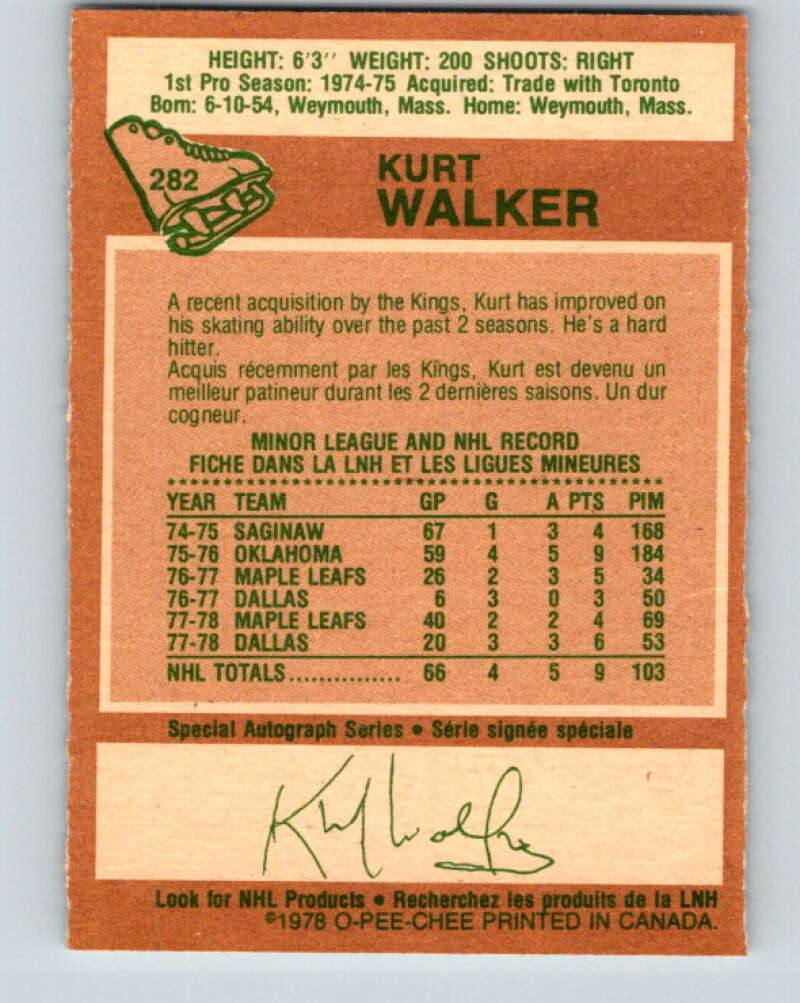 HEIGHT: 6'3'' WEIGHT: 200 SHOOTS: RIGHT
1st Pro Season: 1974-75 Acquired: Trade with Toronto
Born: 6-10-54, Weymouth, Mass. Home: Weymouth, Mass.
282
KURT
WALKER
A recent acquisition by the Kings, Kurt has improved on
his skating ability over the past 2 seasons. He's a hard
hitter.
Acquis récemment par les Kings, Kurt est devenu un
meilleur patineur durant les 2 dernières saisons. Un dur
cogneur.
MINOR LEAGUE AND NHL RECORD
FICHE DANS LA LNH ET LES LIGUES MINEURES
YEAR TEAM GP G A PTS PIM
74-75 SAGINAW 67 1 3 4 168
75-76 OKLAHOMA 59 4 5 9 184
76-77 MAPLE LEAFS 26 2 3 5 34
76-77 DALLAS 6 3 0 3 50
77-78 MAPLE LEAFS 40 2 2 4 69
77-78 DALLAS 20 3 3 6 53
NHL TOTALS............... 66 4 5 9 103
Special Autograph Series • Série signée spéciale
Kurt Walker
Look for NHL Products • Recherchez les produits de la LNH
©1978 O-PEE-CHEE PRINTED IN CANADA.